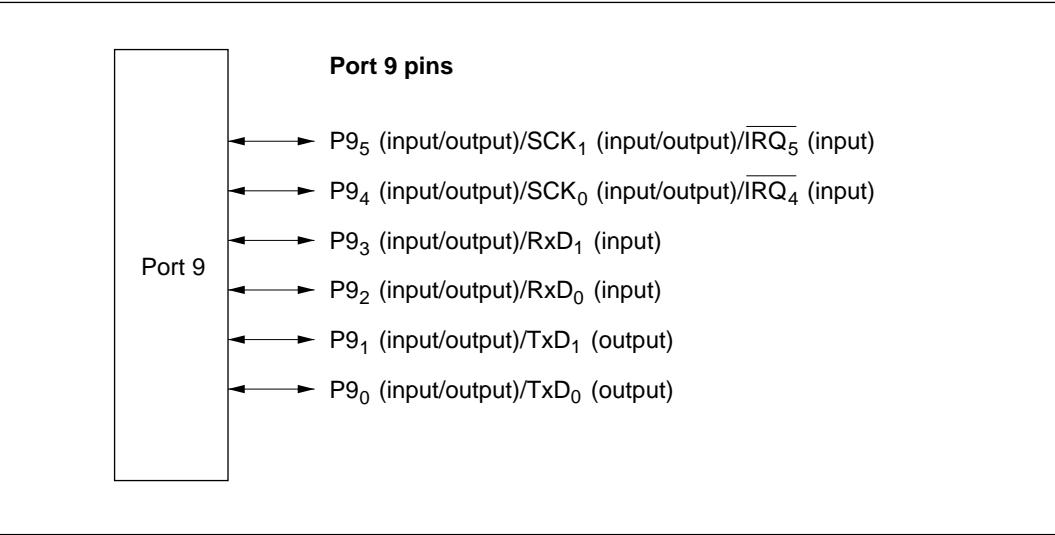 Port 9 pins
P9₅ (input/output)/SCK₁ (input/output)/I̅R̅Q̅₅̅ (input)
P9₄ (input/output)/SCK₀ (input/output)/I̅R̅Q̅₄̅ (input)
P9₃ (input/output)/RxD₁ (input)
Port 9
P9₂ (input/output)/RxD₀ (input)
P9₁ (input/output)/TxD₁ (output)
P9₀ (input/output)/TxD₀ (output)